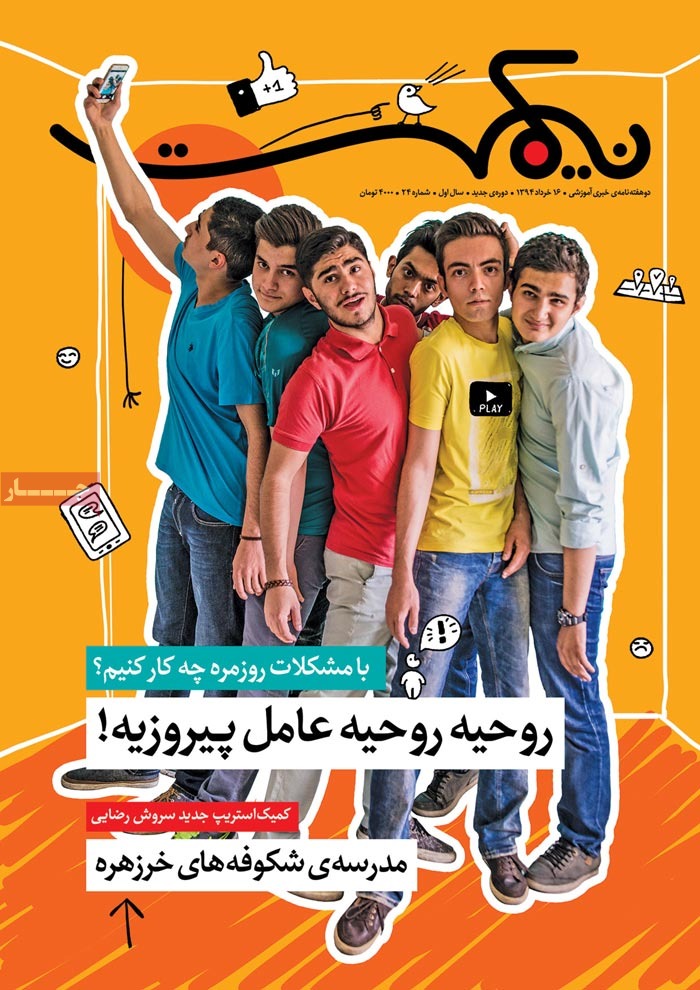 نیمکت
دوهفته‌نامه‌ی خبری آموزشی • ۱۶ خرداد ۱۳۹۴ • دوره‌ی جدید • سال اول • شماره ۲۴ • ۴۰۰۰ تومان
+1
PLAY
جار
!
با مشکلات روزمره چه کار کنیم؟
روحیه روحیه عامل پیروزیه!
کمیک‌استریپ جدید سروش رضایی
مدرسه‌ی شکوفه‌های خرزهره